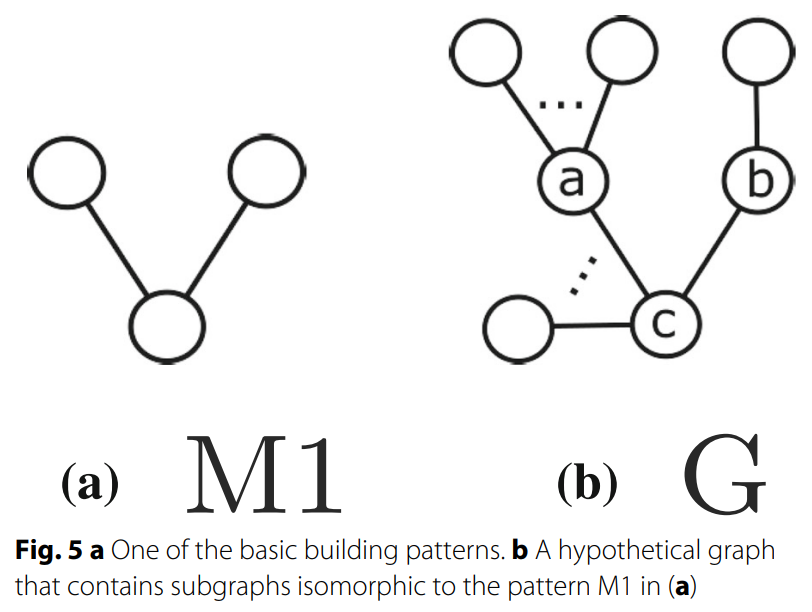 ...
a
b
...
c
(a) M1
(b) G
Fig. 5 a One of the basic building patterns. b A hypothetical graph
that contains subgraphs isomorphic to the pattern M1 in (a)